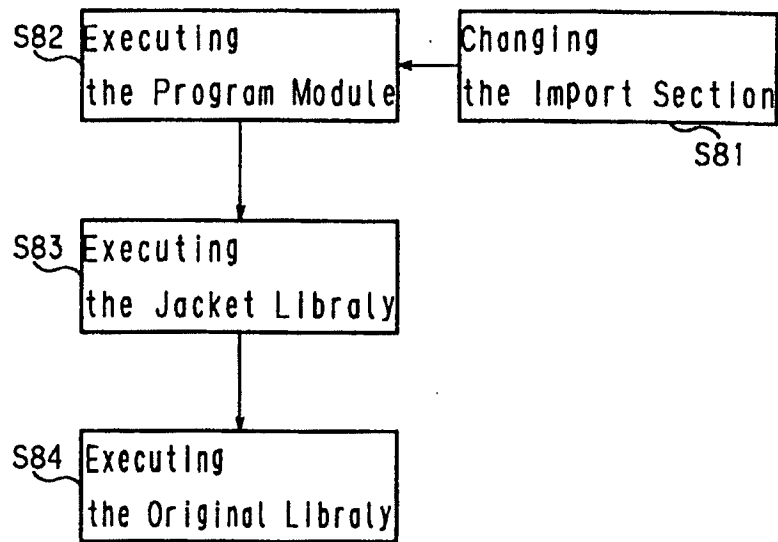 S82
Executing
the Program Module
Changing
the Import Section
S81
S83
Executing
the Jacket Libraly
S84
Executing
the Original Libraly